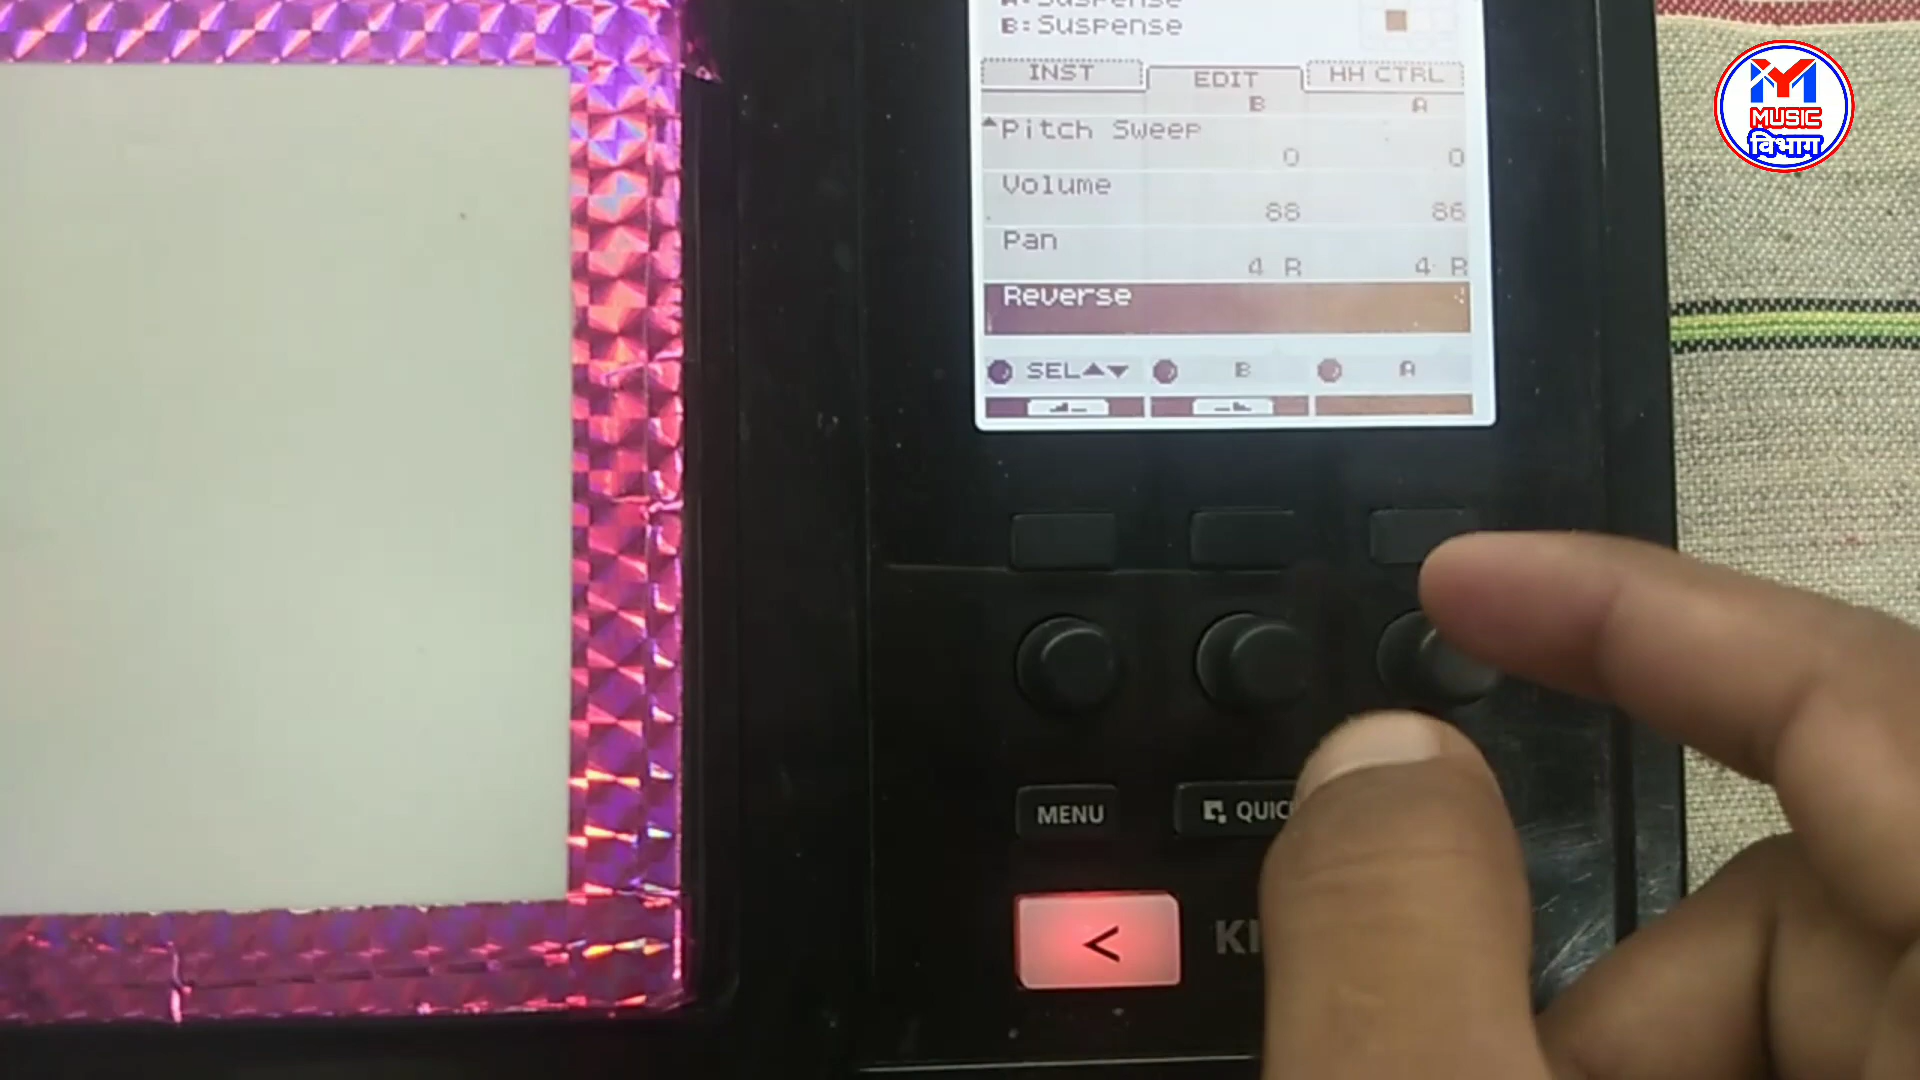 A:Suspense
B:Suspense
INST EDIT HH CTRL
B A
Pitch Sweep
0 0
Volume
88 86
Pan
4 R 4 R
Reverse
SEL▲▼ B A
MENU
QUIC
<
KI
MUSIC
विभाग